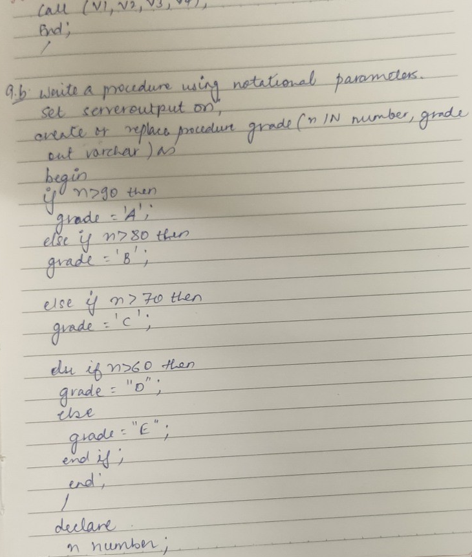 call (v1, v2, v3, v4);
End;
/
9.b. Write a procedure using notational parameters.
set serveroutput on;
create or replace procedure grade (n IN number, grade
out varchar) as
begin
if n>90 then
grade = 'A';
else if n>80 then
grade = 'B';
else if n>70 then
grade = 'C';
else if n>60 then
grade = "D";
else
grade = "E";
end if;
end;
/
declare
n number;